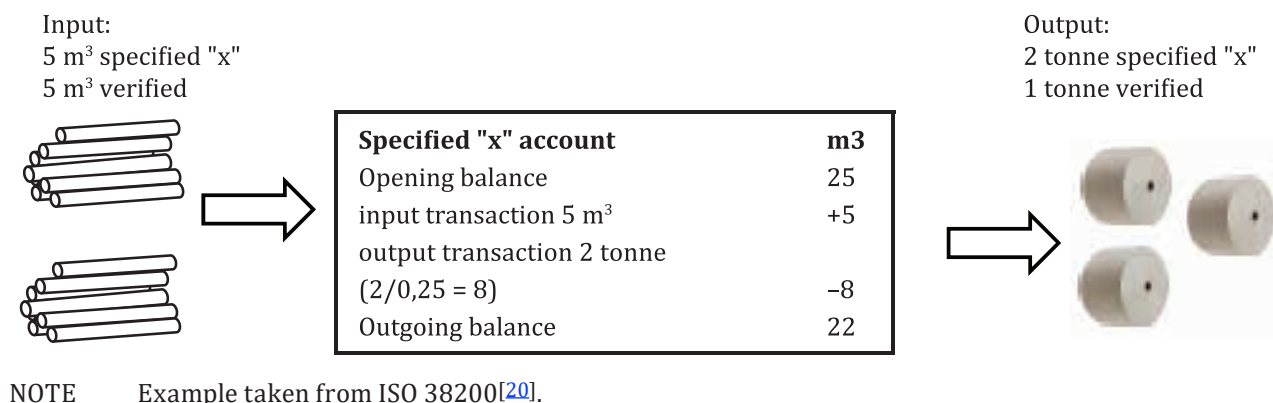 Input:
5 m³ specified "x"
5 m³ verified
Output:
2 tonne specified "x"
1 tonne verified
Specified "x" account m3
Opening balance 25
input transaction 5 m³ +5
output transaction 2 tonne
(2/0,25 = 8) –8
Outgoing balance 22
NOTE Example taken from ISO 38200[20].